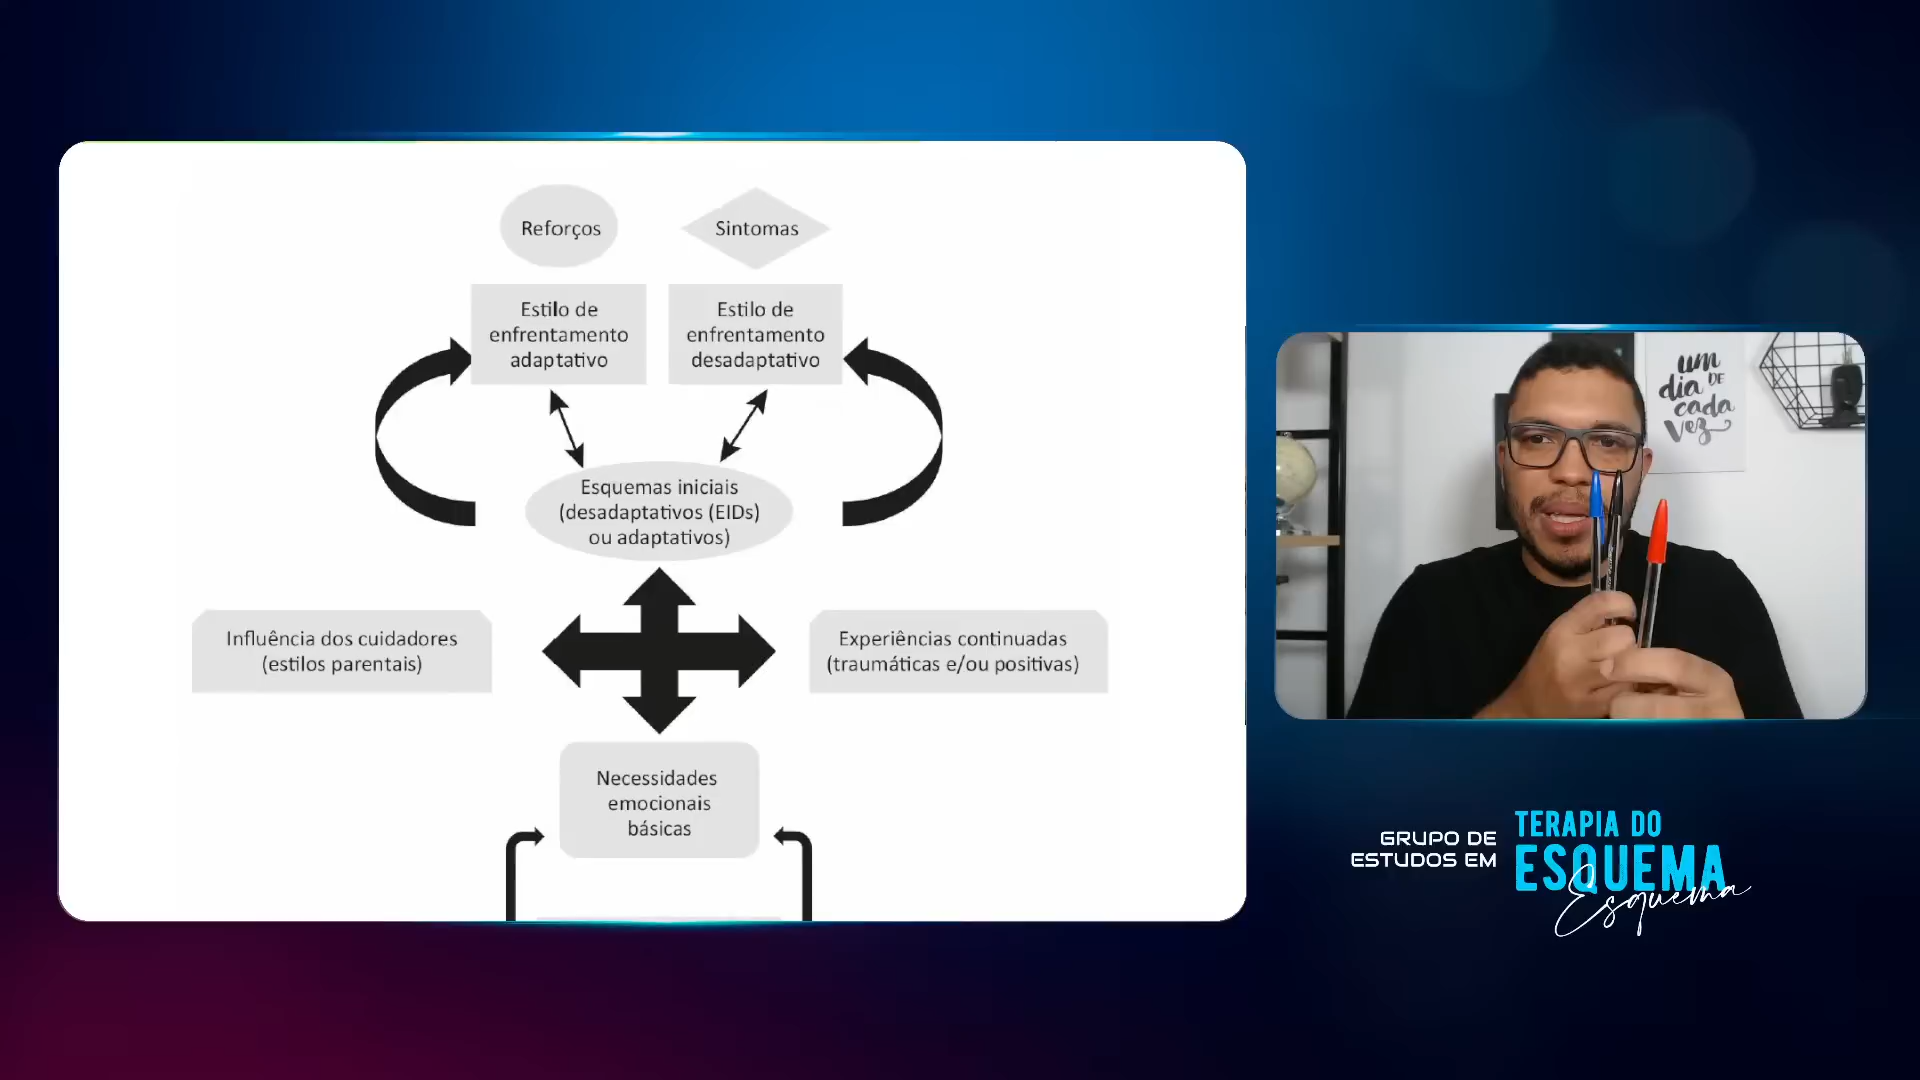 Reforços
Sintomas
Estilo de
enfrentamento
adaptativo
Estilo de
enfrentamento
desadaptativo
Esquemas iniciais
(desadaptativos (EIDs)
ou adaptativos)
Influência dos cuidadores
(estilos parentais)
Experiências continuadas
(traumáticas e/ou positivas)
Necessidades
emocionais
básicas
um
dia DE
cada
vez
GRUPO DE
ESTUDOS EM
TERAPIA DO
ESQUEMA
Esquema